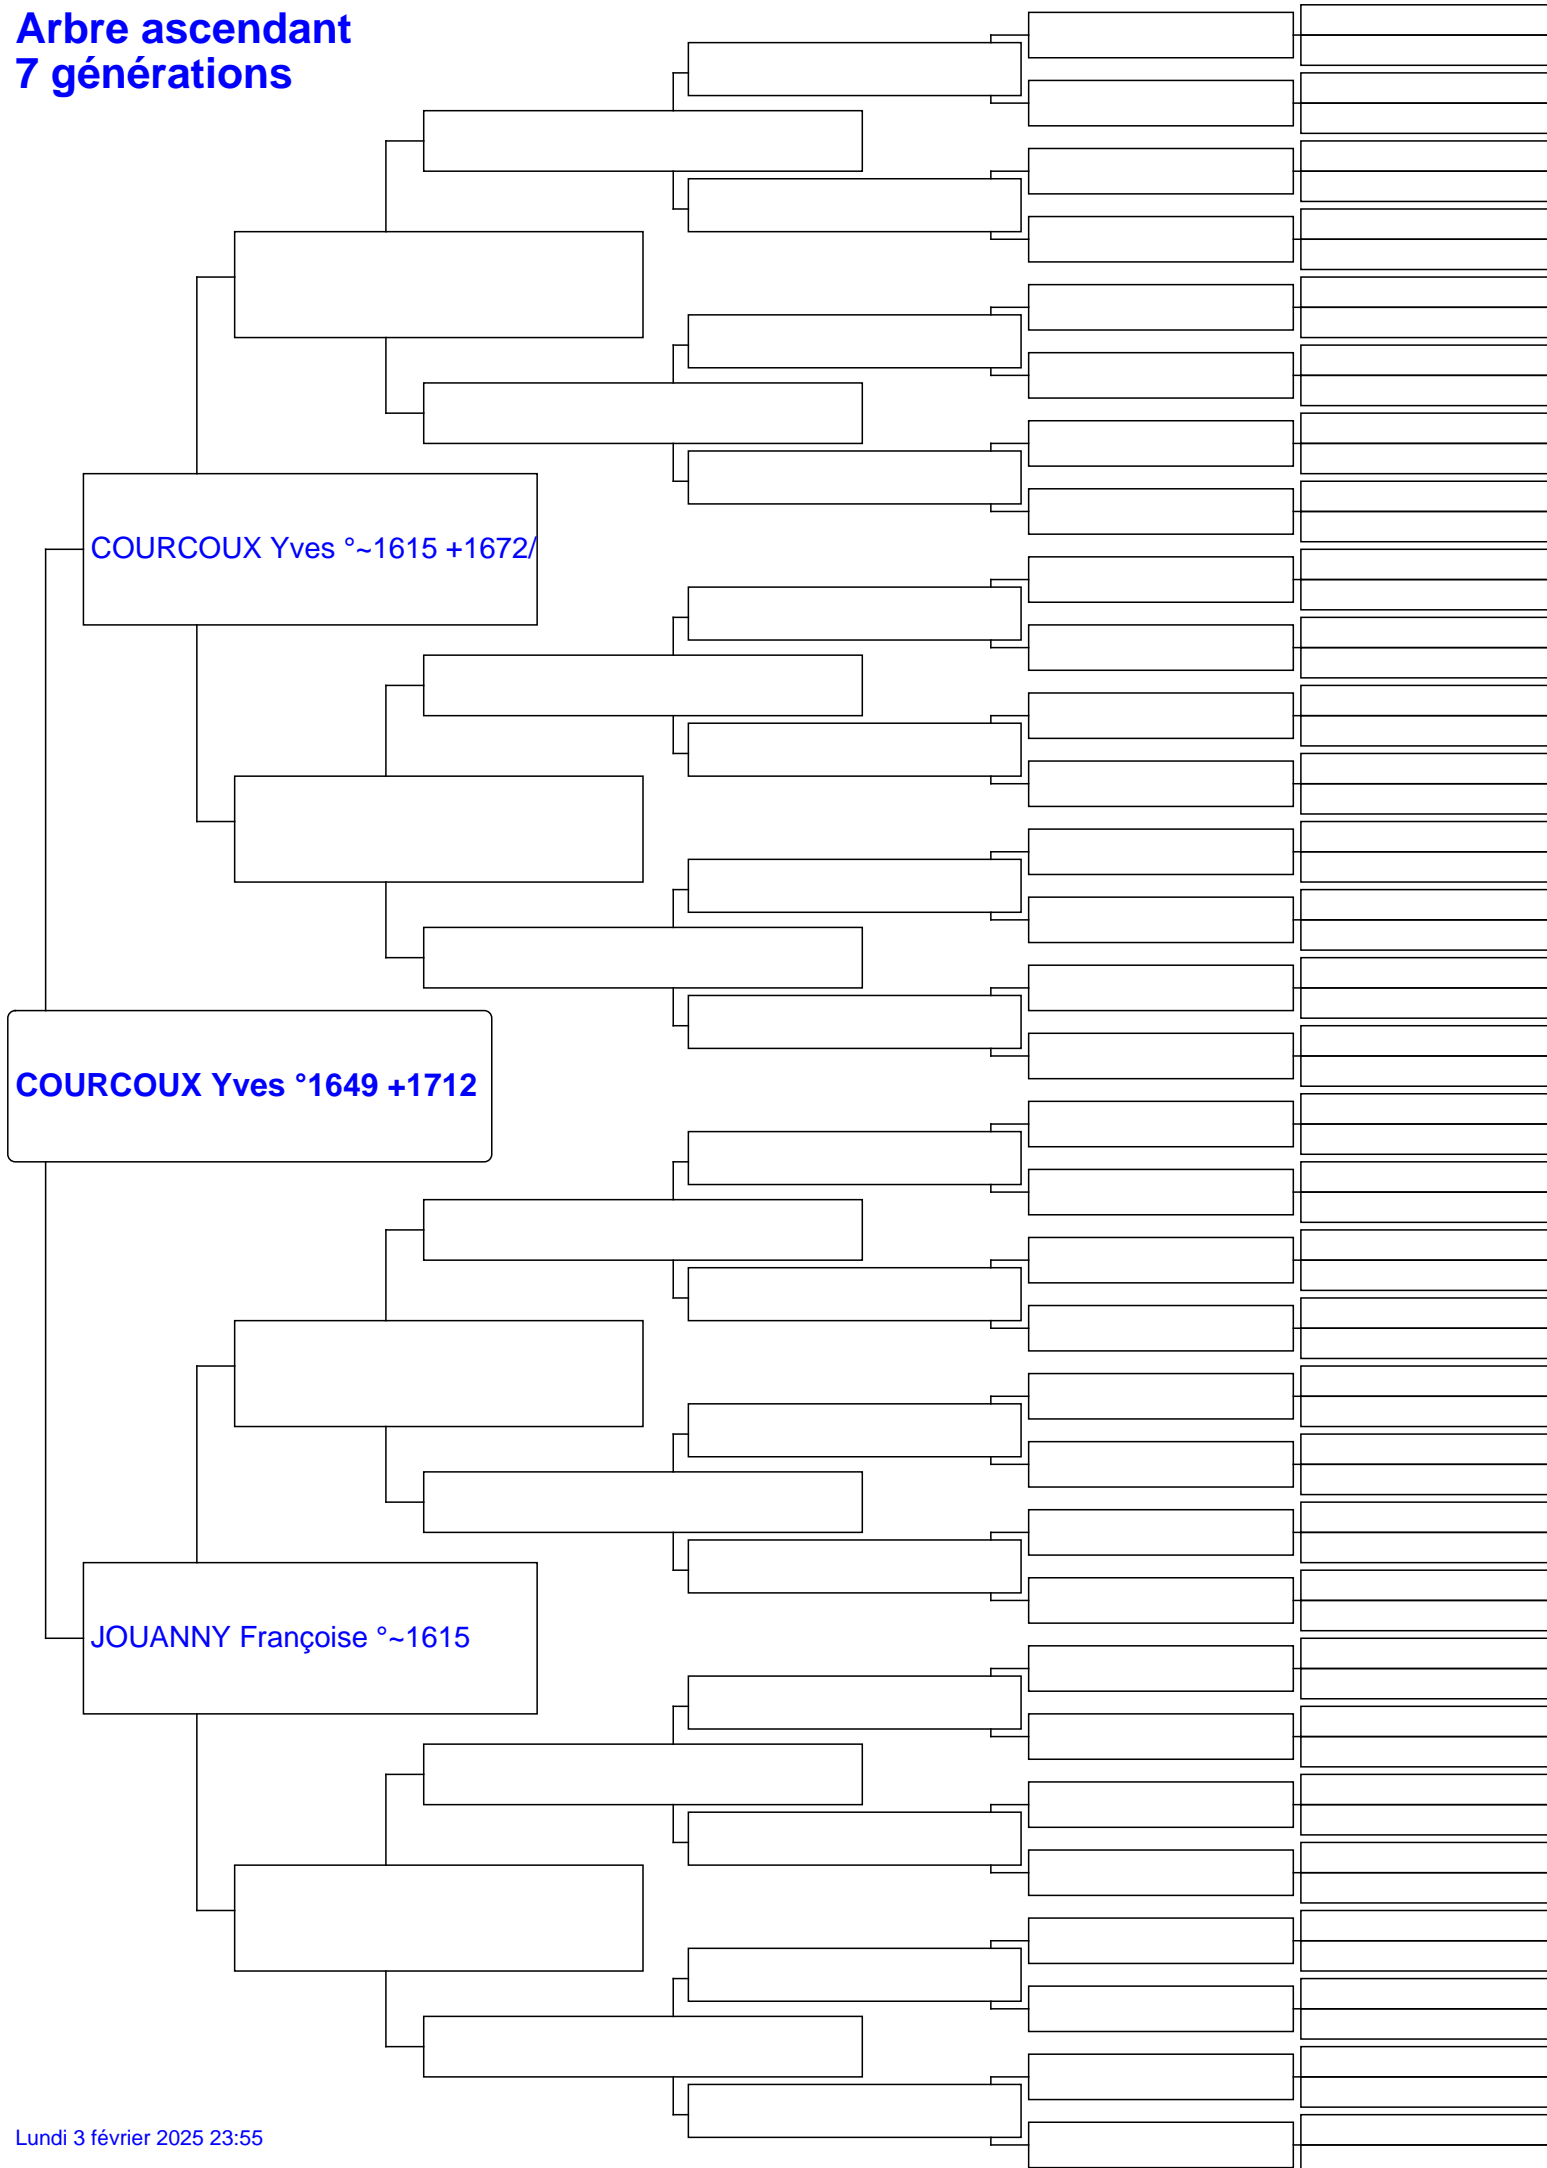 Arbre ascendant
7 générations
COURCOUX Yves °~1615 +1672/
COURCOUX Yves °1649 +1712
JOUANNY Françoise °~1615
Lundi 3 février 2025 23:55